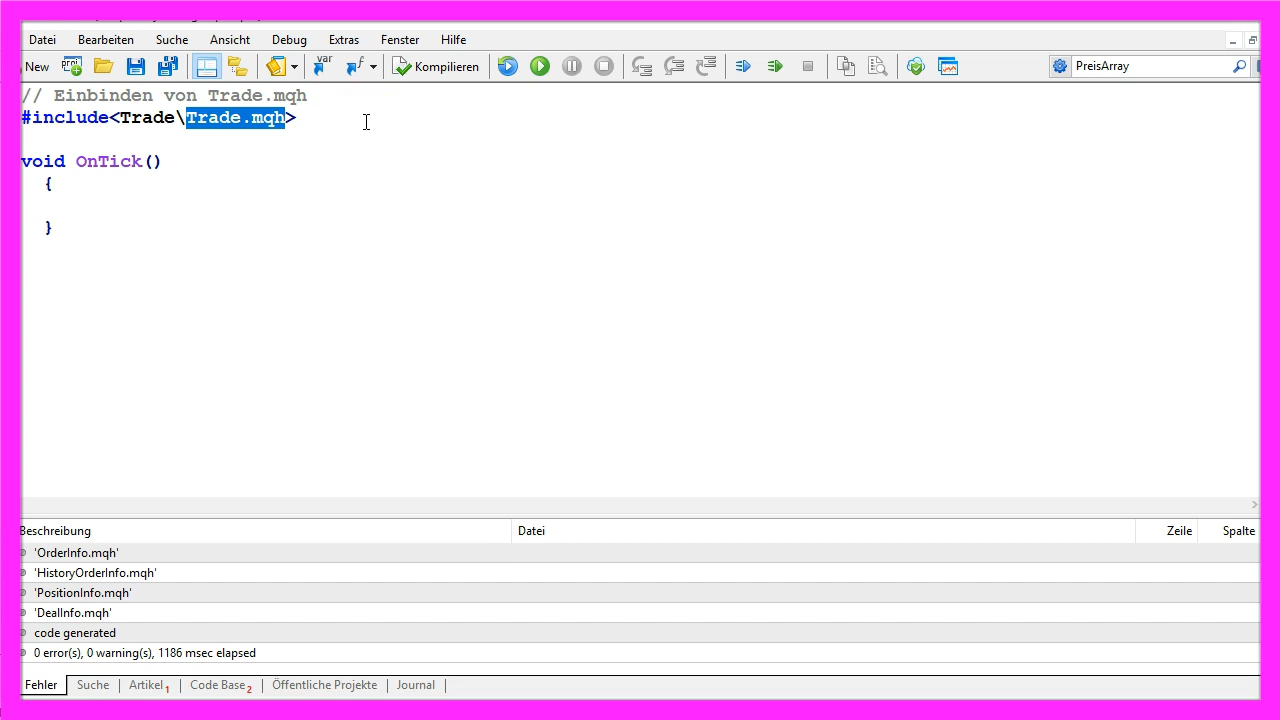 Datei Bearbeiten Suche Ansicht Debug Extras Fenster Hilfe
New Kompilieren PreisArray
// Einbinden von Trade.mqh
#include<Trade\Trade.mqh>
void OnTick()
{
}
Beschreibung Datei Zeile Spalte
'OrderInfo.mqh'
'HistoryOrderInfo.mqh'
'PositionInfo.mqh'
'DealInfo.mqh'
code generated
0 error(s), 0 warning(s), 1186 msec elapsed
Fehler Suche Artikel 1 Code Base 2 Öffentliche Projekte Journal